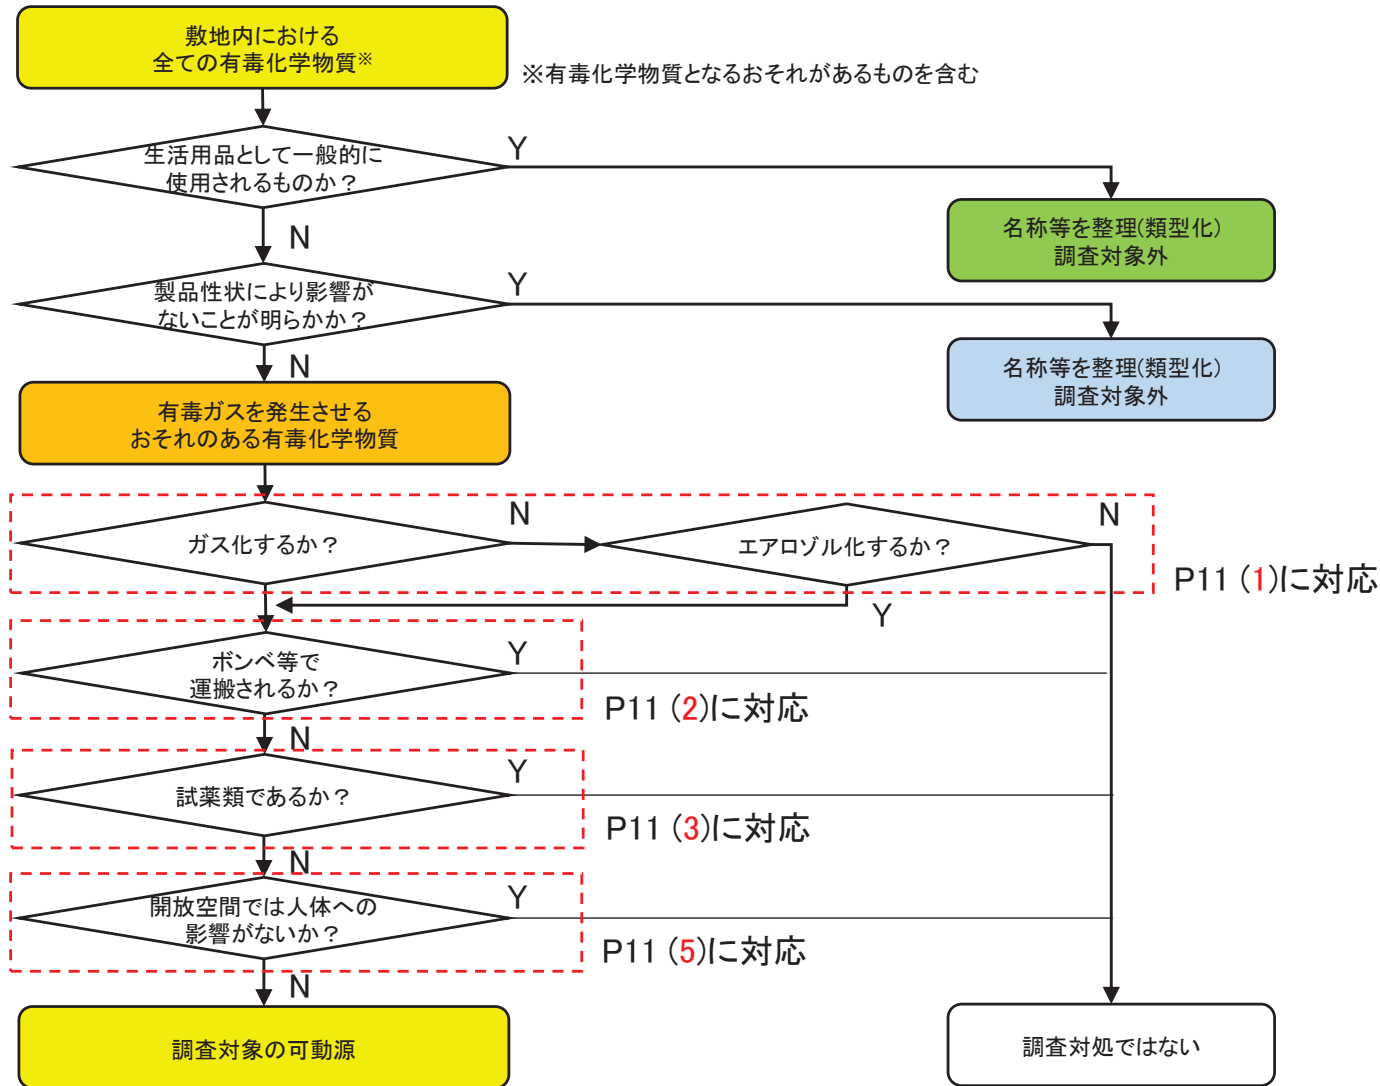 敷地内における
全ての有毒化学物質※
※有毒化学物質となるおそれがあるものを含む
生活用品として一般的に
使用されるものか？
Y
名称等を整理(類型化)
調査対象外
N
製品性状により影響が
ないことが明らかか？
Y
名称等を整理(類型化)
調査対象外
N
有毒ガスを発生させる
おそれのある有毒化学物質
ガス化するか？
N
エアロゾル化するか？
N
P11 (1)に対応
Y
ボンベ等で
運搬されるか？
Y
P11 (2)に対応
N
試薬類であるか？
Y
P11 (3)に対応
N
開放空間では人体への
影響がないか？
Y
P11 (5)に対応
N
調査対象の可動源
調査対処ではない